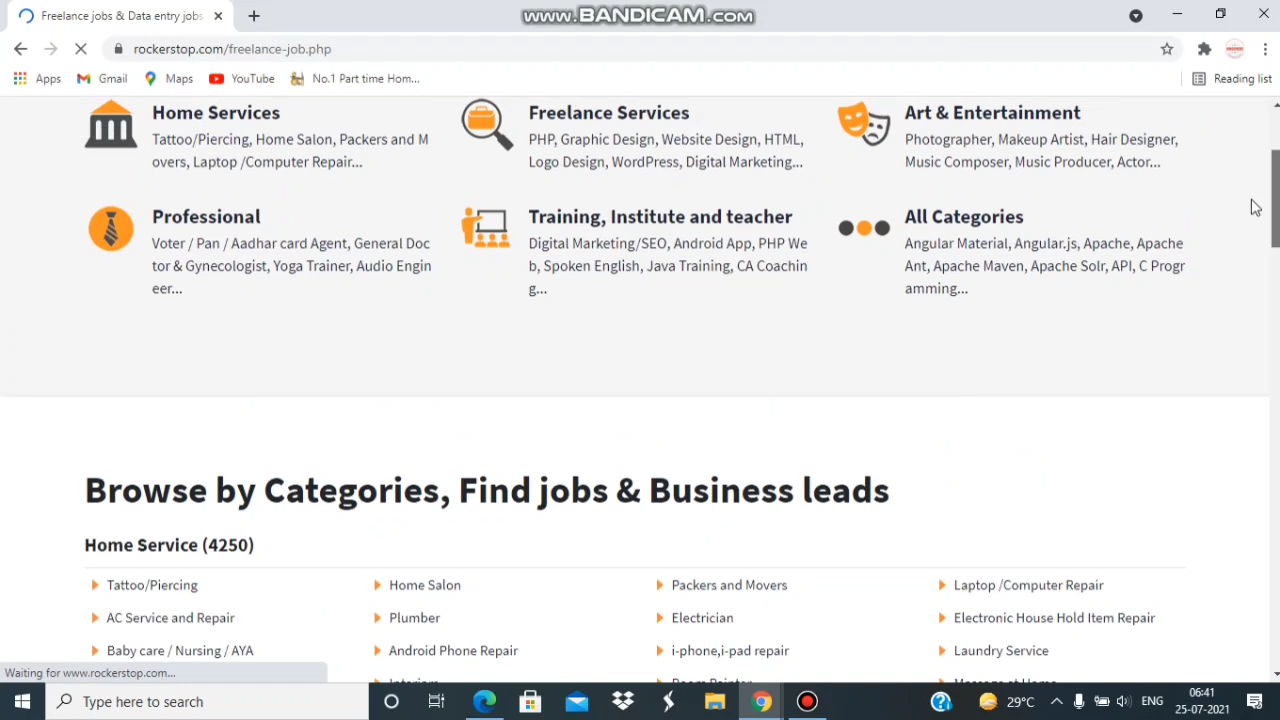 Freelance jobs & Data entry jobs
www.BANDICAM.com
rockerstop.com/freelance-job.php
Apps
Gmail
Maps
YouTube
No.1 Part time Hom...
Reading list
Home Services
Tattoo/Piercing, Home Salon, Packers and M
overs, Laptop /Computer Repair...
Freelance Services
PHP, Graphic Design, Website Design, HTML,
Logo Design, WordPress, Digital Marketing...
Art & Entertainment
Photographer, Makeup Artist, Hair Designer,
Music Composer, Music Producer, Actor...
Professional
Voter / Pan / Aadhar card Agent, General Doc
tor & Gynecologist, Yoga Trainer, Audio Engin
eer...
Training, Institute and teacher
Digital Marketing/SEO, Android App, PHP We
b, Spoken English, Java Training, CA Coachin
g...
All Categories
Angular Material, Angular.js, Apache, Apache
Ant, Apache Maven, Apache Solr, API, C Progr
amming...
Browse by Categories, Find jobs & Business leads
Home Service (4250)
Tattoo/Piercing
Home Salon
Packers and Movers
Laptop /Computer Repair
AC Service and Repair
Plumber
Electrician
Electronic House Hold Item Repair
Baby care / Nursing / AYA
Android Phone Repair
i-phone,i-pad repair
Laundry Service
Waiting for www.rockerstop.com...
Type here to search
29°C
ENG
06:41
25-07-2021